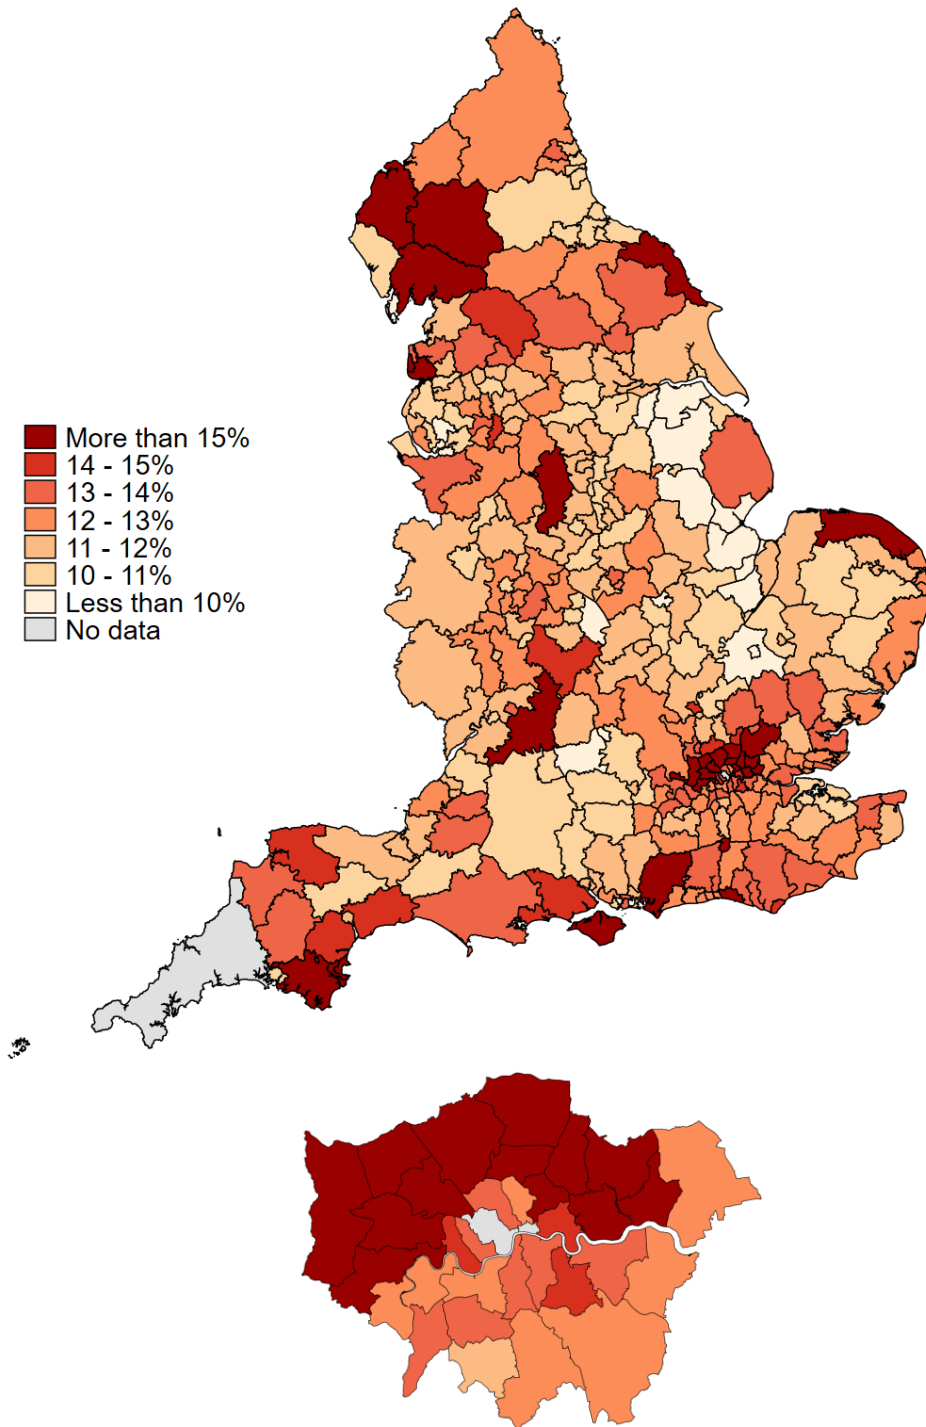 More than 15%
14 - 15%
13 - 14%
12 - 13%
11 - 12%
10 - 11%
Less than 10%
No data